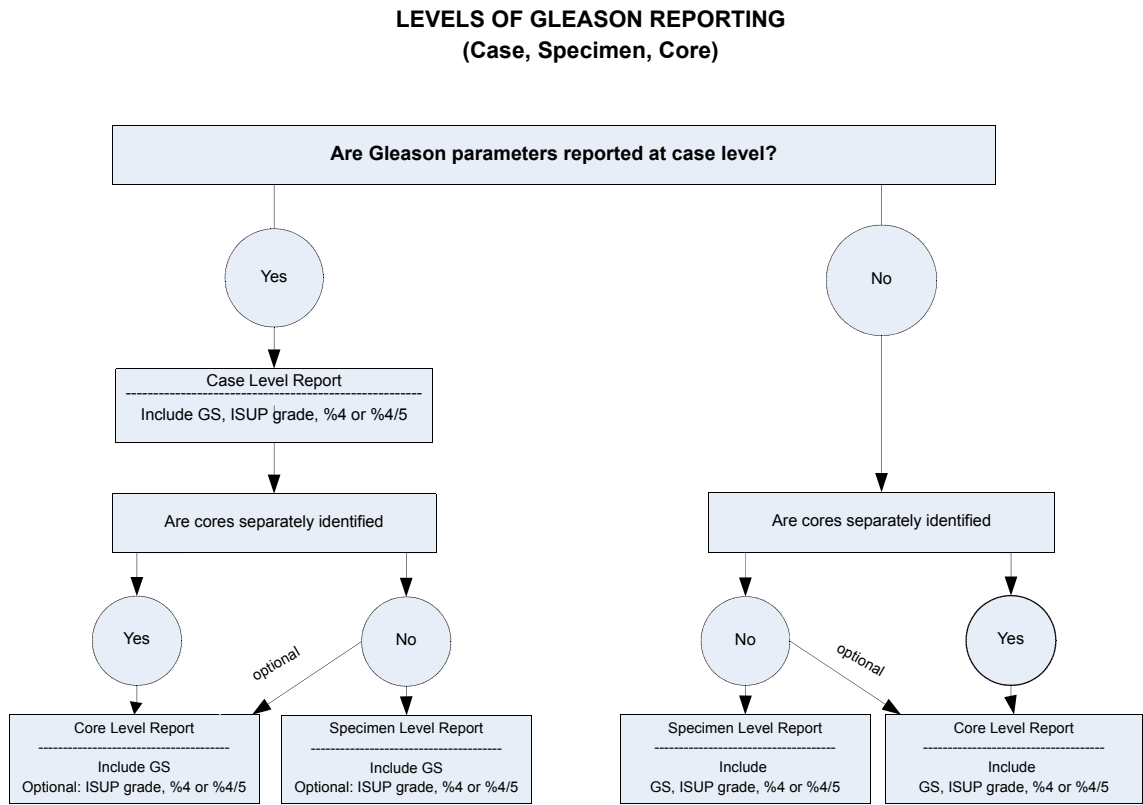 LEVELS OF GLEASON REPORTING
(Case, Specimen, Core)
Are Gleason parameters reported at case level?
Yes
No
Case Level Report
Include GS, ISUP grade, %4 or %4/5
Are cores separately identified
Are cores separately identified
Yes
No
No
Yes
optional
optional
Core Level Report
Include GS
Optional: ISUP grade, %4 or %4/5
Specimen Level Report
Include GS
Optional: ISUP grade, %4 or %4/5
Specimen Level Report
Include
GS, ISUP grade, %4 or %4/5
Core Level Report
Include
GS, ISUP grade, %4 or %4/5